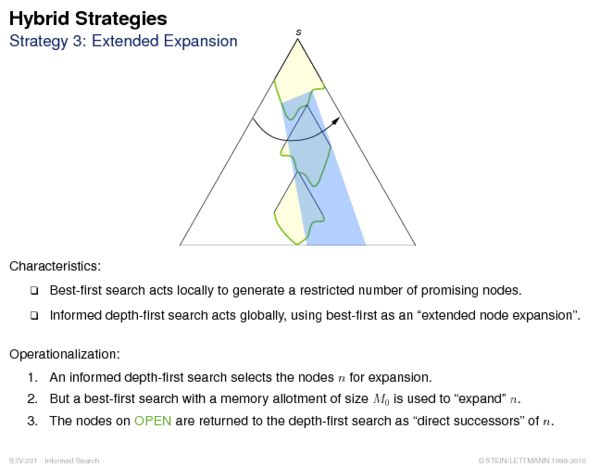 Hybrid Strategies
Strategy 3: Extended Expansion
s
Characteristics:
❑ Best-first search acts locally to generate a restricted number of promising nodes.
❑ Informed depth-first search acts globally, using best-first as an “extended node expansion”.
Operationalization:
1. An informed depth-first search selects the nodes n for expansion.
2. But a best-first search with a memory allotment of size M₀ is used to “expand” n.
3. The nodes on OPEN are returned to the depth-first search as “direct successors” of n.
S:IV-231 Informed Search
© STEIN/LETTMANN 1998-2016